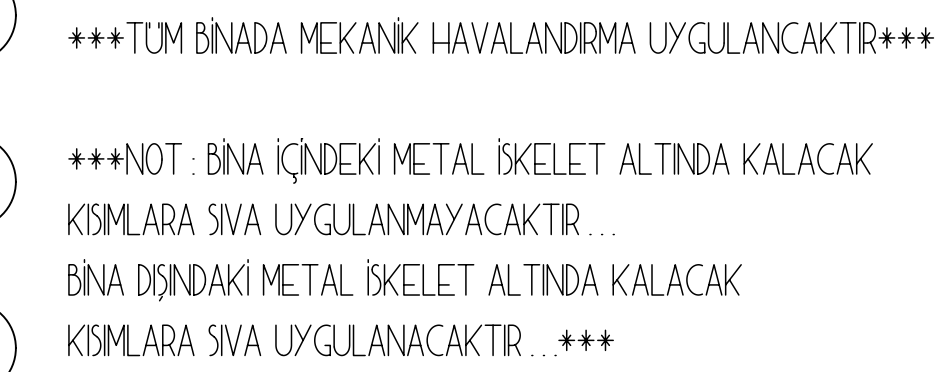 ***TÜM BİNADA MEKANİK HAVALANDIRMA UYGULANCAKTIR***
***NOT : BİNA İÇİNDEKİ METAL İSKELET ALTINDA KALACAK
KISIMLARA SIVA UYGULANMAYACAKTIR...
BİNA DIŞINDAKİ METAL İSKELET ALTINDA KALACAK
KISIMLARA SIVA UYGULANACAKTIR...***